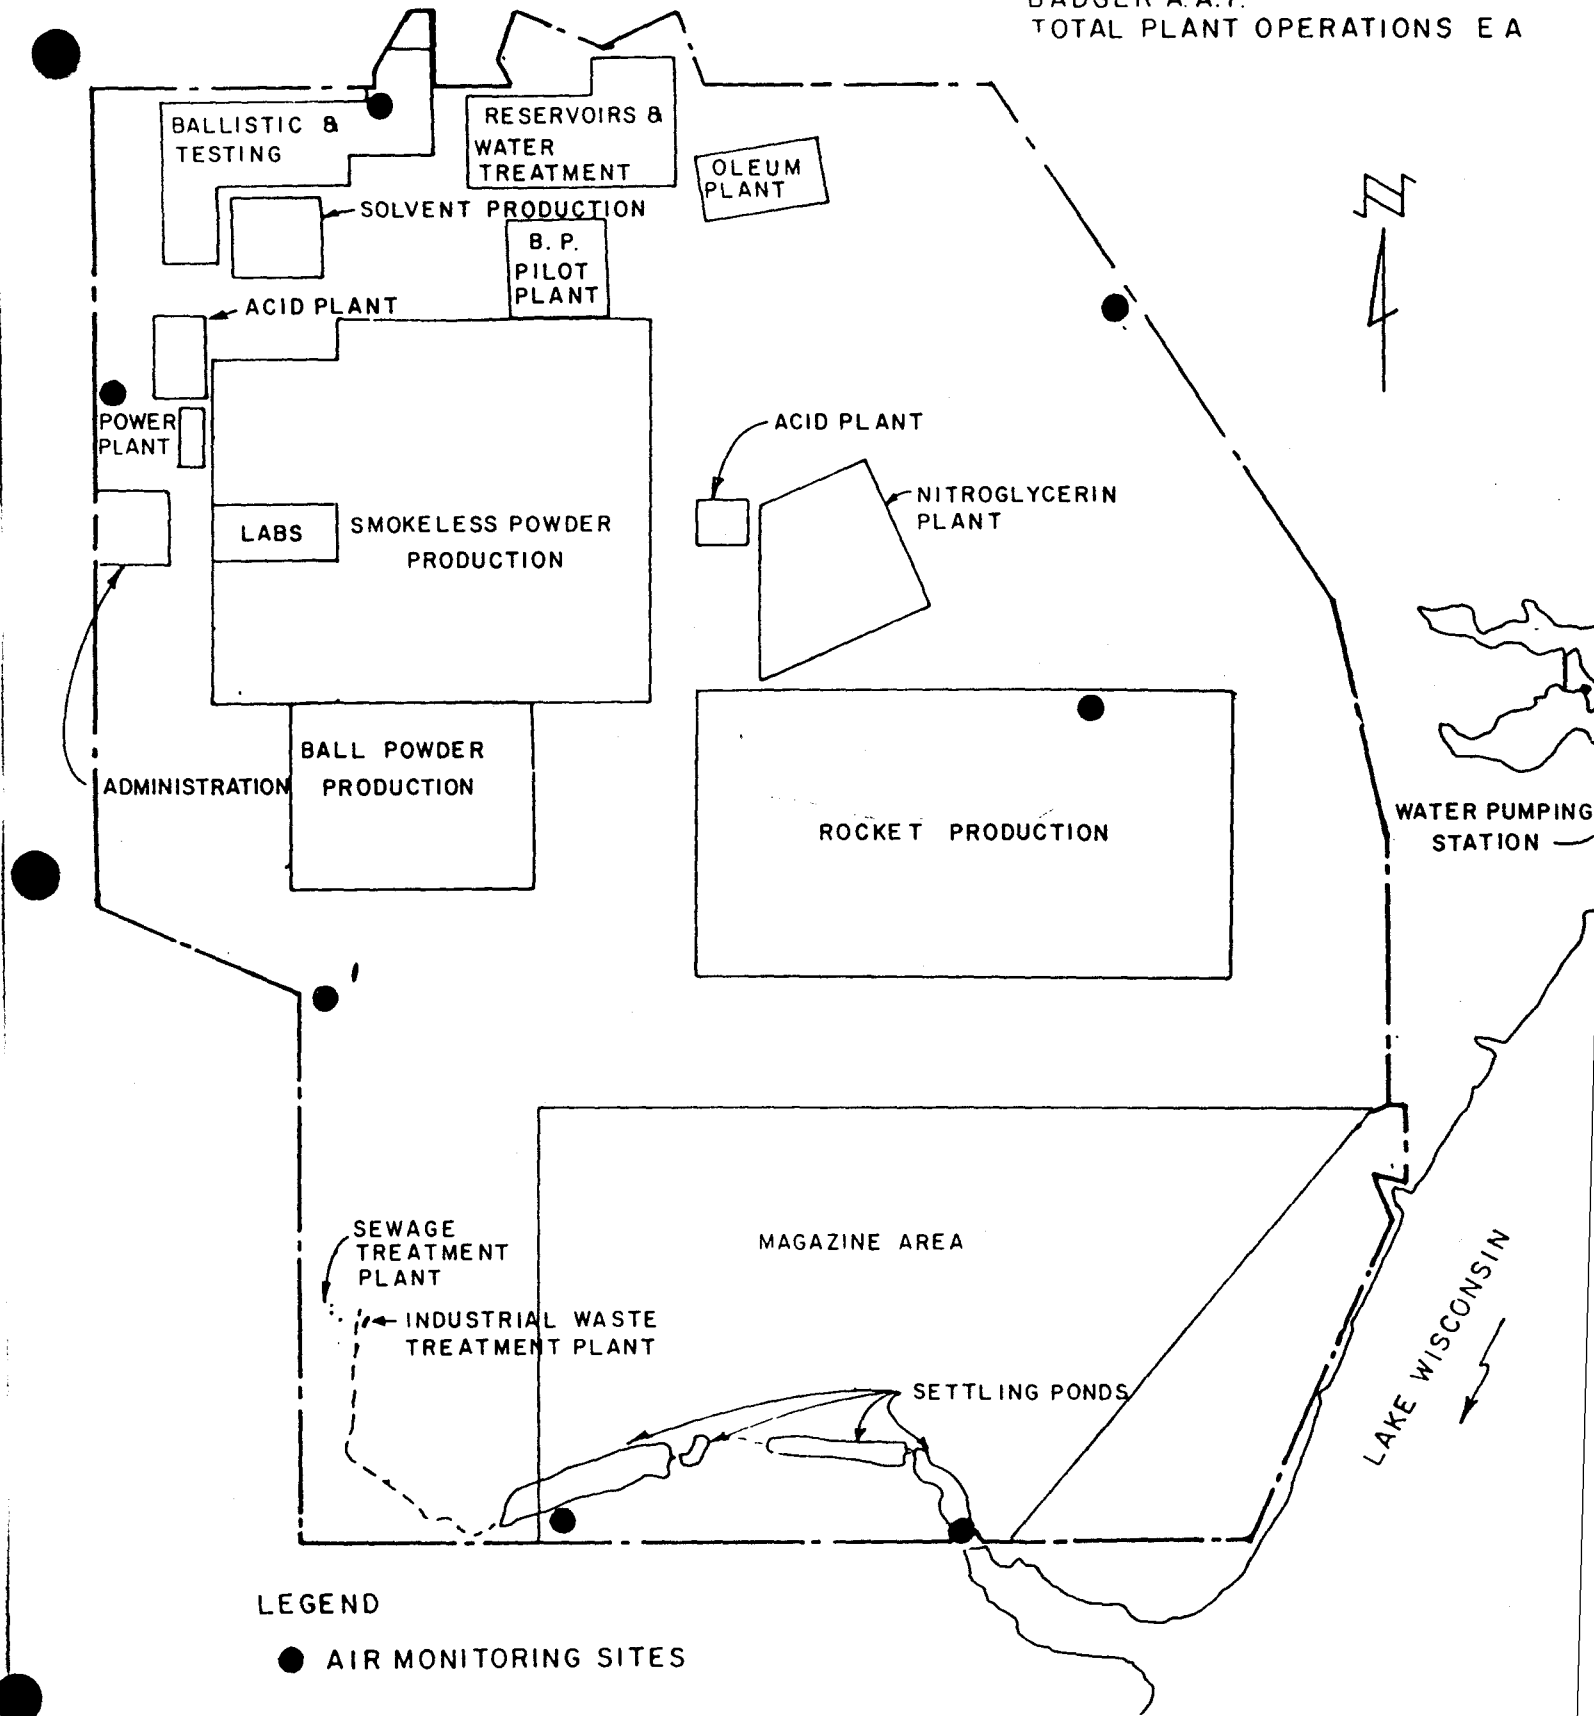 BADGER A.A.P.
TOTAL PLANT OPERATIONS EA
BALLISTIC &
TESTING
RESERVOIRS &
WATER
TREATMENT
OLEUM
PLANT
SOLVENT PRODUCTION
B. P.
PILOT
PLANT
ACID PLANT
POWER
PLANT
ACID PLANT
NITROGLYCERIN
PLANT
LABS
SMOKELESS POWDER
PRODUCTION
BALL POWDER
PRODUCTION
ADMINISTRATION
ROCKET PRODUCTION
WATER PUMPING
STATION
SEWAGE
TREATMENT
PLANT
MAGAZINE AREA
INDUSTRIAL WASTE
TREATMENT PLANT
SETTLING PONDS
LAKE WISCONSIN
LEGEND
AIR MONITORING SITES